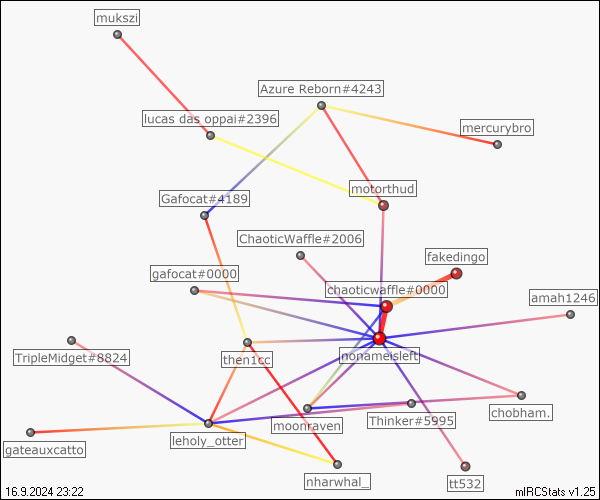 mukszi
Azure Reborn#4243
lucas das oppai#2396
mercurybro
motorthud
Gafocat#4189
ChaoticWaffle#2006
fakedingo
gafocat#0000
chaoticwaffle#0000
amah1246
TripleMidget#8824
then1cc
nonameisleft
chobham.
Thinker#5995
moonraven
leholy_otter
gateauxcatto
nharwhal_
tt532
16.9.2024 23:22
mIRCStats v1.25